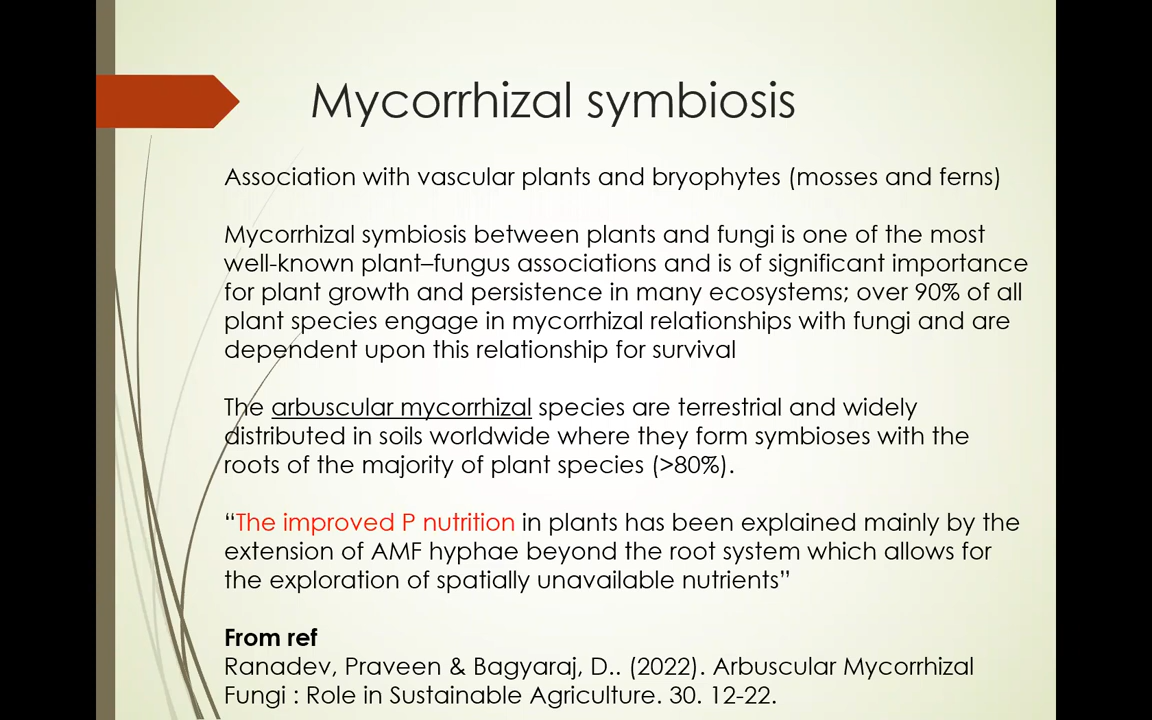 Mycorrhizal symbiosis
Association with vascular plants and bryophytes (mosses and ferns)
Mycorrhizal symbiosis between plants and fungi is one of the most
well-known plant–fungus associations and is of significant importance
for plant growth and persistence in many ecosystems; over 90% of all
plant species engage in mycorrhizal relationships with fungi and are
dependent upon this relationship for survival
The arbuscular mycorrhizal species are terrestrial and widely
distributed in soils worldwide where they form symbioses with the
roots of the majority of plant species (>80%).
“The improved P nutrition in plants has been explained mainly by the
extension of AMF hyphae beyond the root system which allows for
the exploration of spatially unavailable nutrients”
From ref
Ranadev, Praveen & Bagyaraj, D.. (2022). Arbuscular Mycorrhizal
Fungi : Role in Sustainable Agriculture. 30. 12-22.